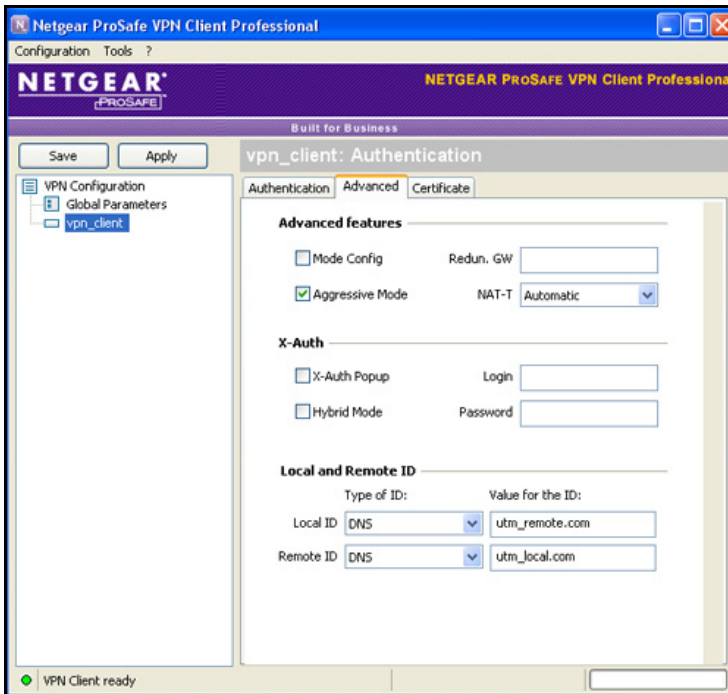 Netgear ProSafe VPN Client Professional
Configuration Tools ?
NETGEAR®
PROSAFE
NETGEAR PROSAFE VPN Client Professiona
Built for Business
Save Apply
vpn_client: Authentication
VPN Configuration
Global Parameters
vpn_client
Authentication Advanced Certificate
Advanced features
Mode Config Redun. GW
Aggressive Mode NAT-T Automatic
X-Auth
X-Auth Popup Login
Hybrid Mode Password
Local and Remote ID
Type of ID: Value for the ID:
Local ID DNS utm_remote.com
Remote ID DNS utm_local.com
VPN Client ready